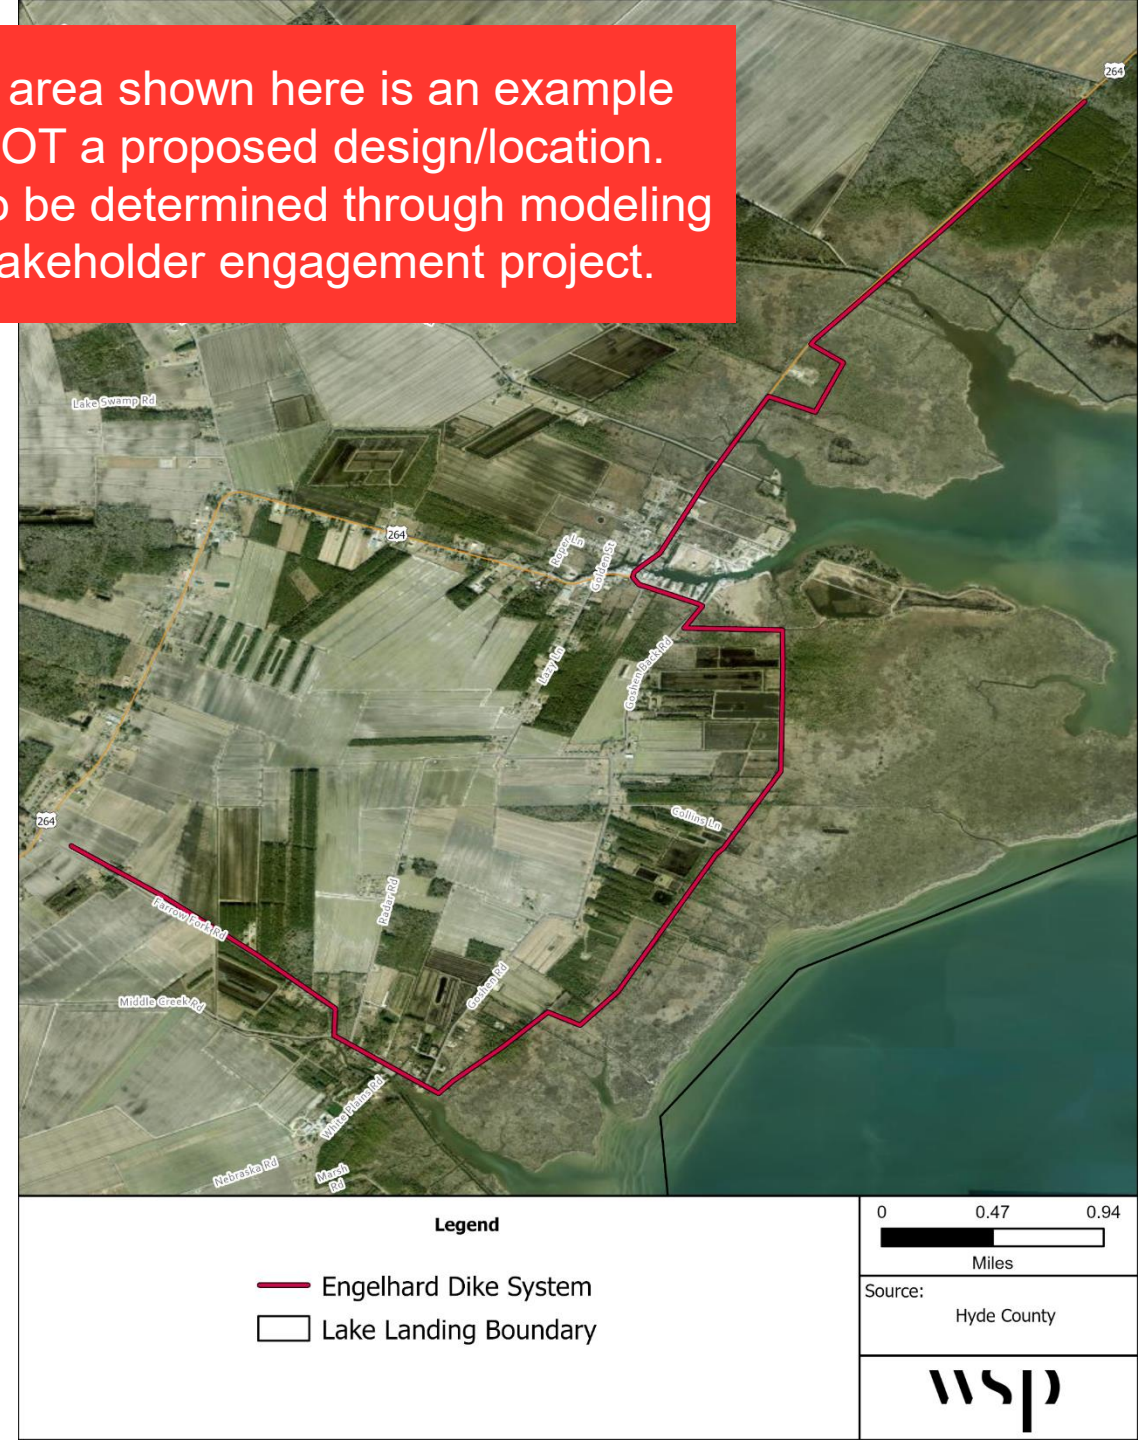 area shown here is an example
OT a proposed design/location.
o be determined through modeling
akeholder engagement project.
264
Lake Swamp Rd
264
Roper Ln
Golden St
Lazy Ln
Goshen Back Rd
Collins Ln
264
Farrow Fork Rd
Radar Rd
Goshen Rd
Middle Creek Rd
White Plains Rd
Nebraska Rd
Marsh
Rd
Legend
Engelhard Dike System
Lake Landing Boundary
0 0.47 0.94
Miles
Source:
Hyde County
wsp